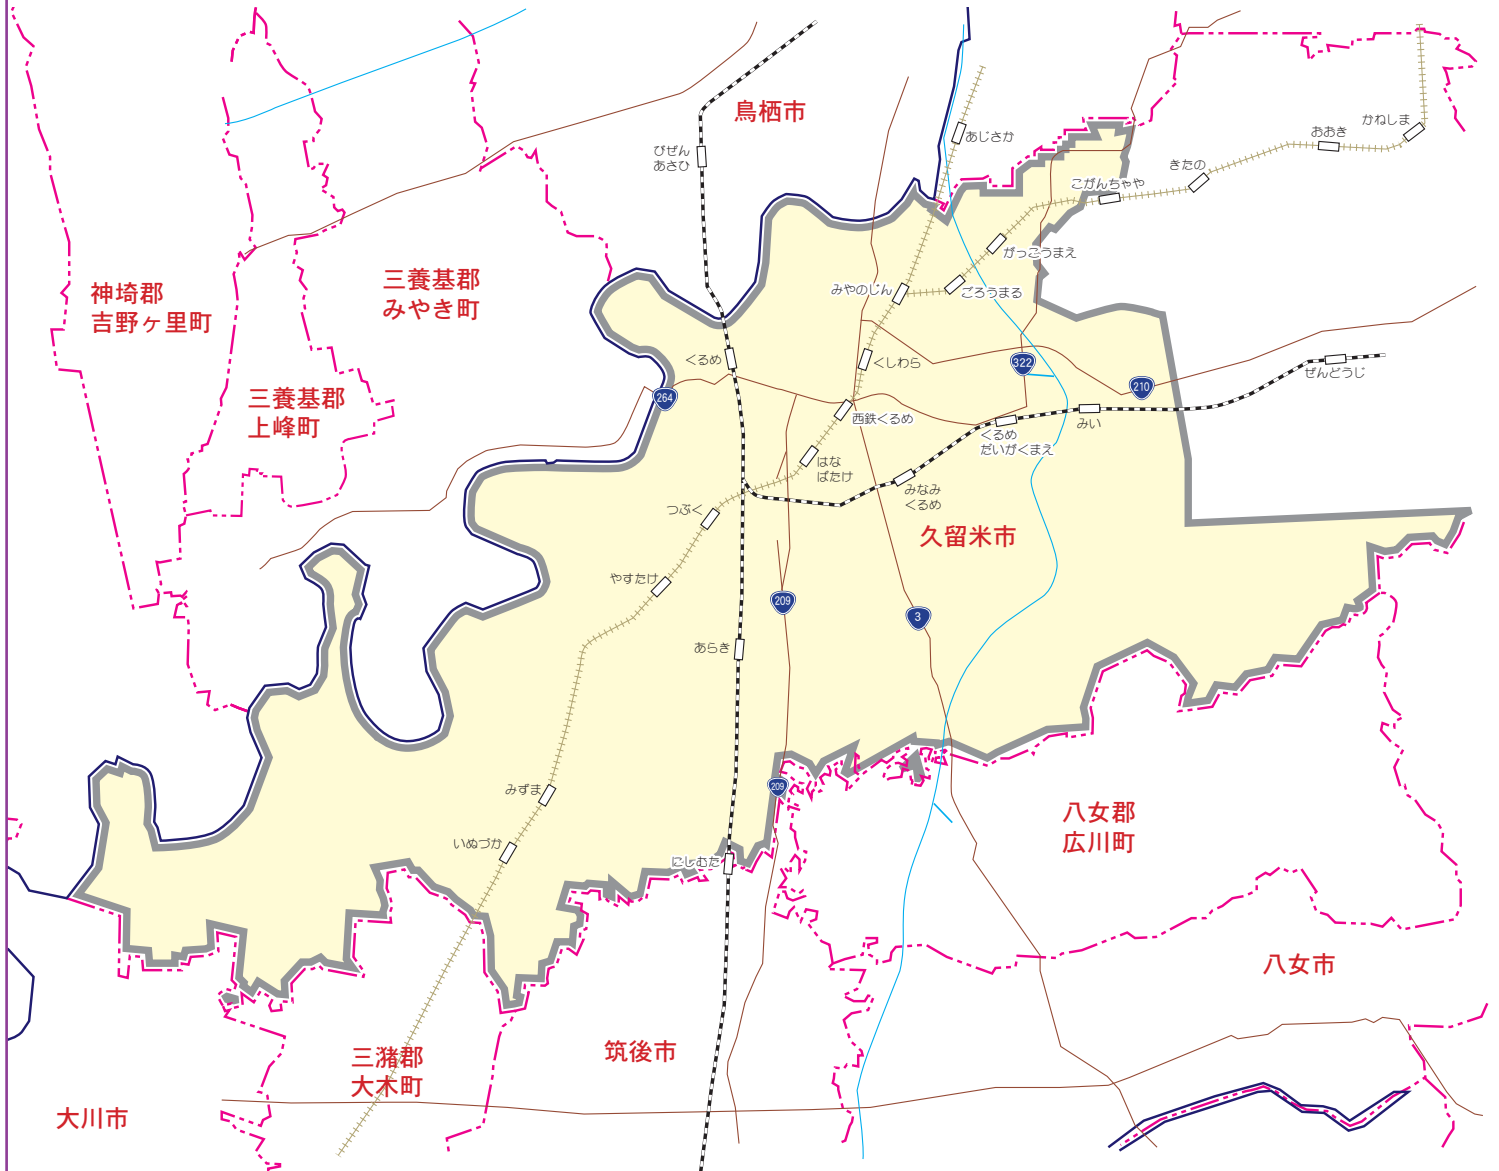 鳥栖市
びぜん
あさひ
あじさか
かねしま
おおき
きたの
こがんちゃや
がっこうまえ
みやのじん
ごろうまる
神埼郡
吉野ヶ里町
三養基郡
みやき町
三養基郡
上峰町
くるめ
くしわら
322
210
ぜんどうじ
264
西鉄くるめ
みい
くるめ
だいがくまえ
はな
ばたけ
みなみ
くるめ
つぶく
久留米市
やすたけ
209
3
あらき
みずま
209
いぬづか
にしむた
八女郡
広川町
八女市
筑後市
三潴郡
大木町
大川市